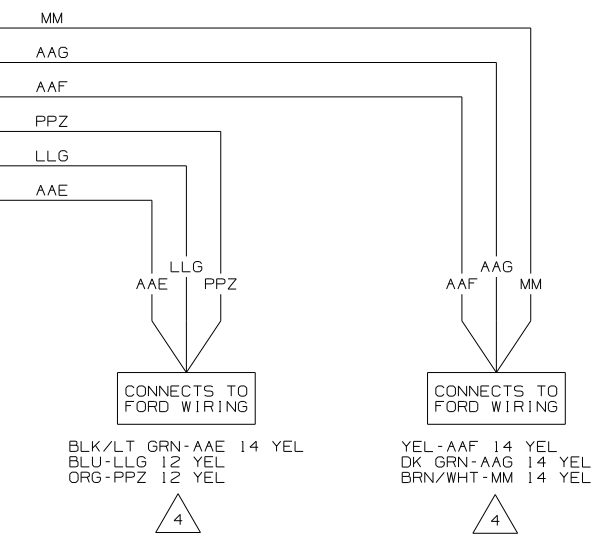 MM
AAG
AAF
PPZ
LLG
AAE
LLG
AAE PPZ
AAG
AAF MM
CONNECTS TO
FORD WIRING
BLK/LT GRN-AAE 14 YEL
BLU-LLG 12 YEL
ORG-PPZ 12 YEL
4
CONNECTS TO
FORD WIRING
YEL-AAF 14 YEL
DK GRN-AAG 14 YEL
BRN/WHT-MM 14 YEL
4